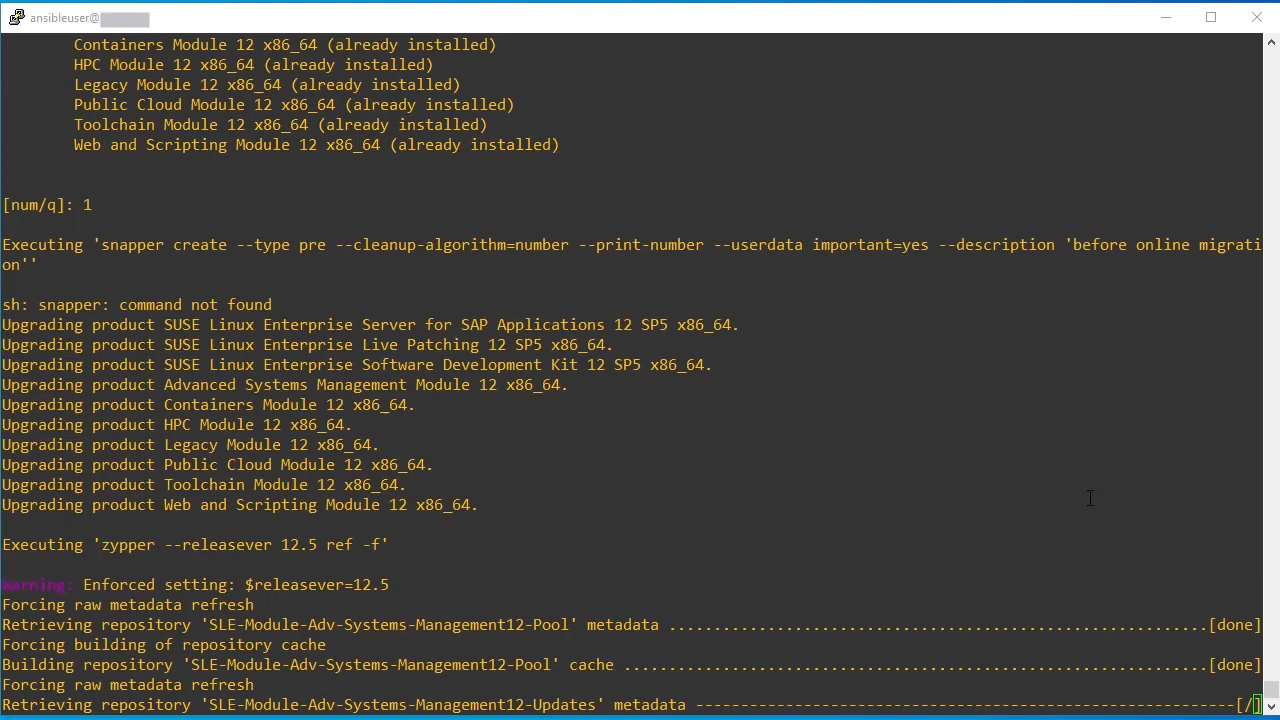 ansibleuser@
Containers Module 12 x86_64 (already installed)
HPC Module 12 x86_64 (already installed)
Legacy Module 12 x86_64 (already installed)
Public Cloud Module 12 x86_64 (already installed)
Toolchain Module 12 x86_64 (already installed)
Web and Scripting Module 12 x86_64 (already installed)
[num/q]: 1
Executing 'snapper create --type pre --cleanup-algorithm=number --print-number --userdata important=yes --description 'before online migrati
on''
sh: snapper: command not found
Upgrading product SUSE Linux Enterprise Server for SAP Applications 12 SP5 x86_64.
Upgrading product SUSE Linux Enterprise Live Patching 12 SP5 x86_64.
Upgrading product SUSE Linux Enterprise Software Development Kit 12 SP5 x86_64.
Upgrading product Advanced Systems Management Module 12 x86_64.
Upgrading product Containers Module 12 x86_64.
Upgrading product HPC Module 12 x86_64.
Upgrading product Legacy Module 12 x86_64.
Upgrading product Public Cloud Module 12 x86_64.
Upgrading product Toolchain Module 12 x86_64.
Upgrading product Web and Scripting Module 12 x86_64.
Executing 'zypper --releasever 12.5 ref -f'
Warning: Enforced setting: $releasever=12.5
Forcing raw metadata refresh
Retrieving repository 'SLE-Module-Adv-Systems-Management12-Pool' metadata ............................................................[done]
Forcing building of repository cache
Building repository 'SLE-Module-Adv-Systems-Management12-Pool' cache .................................................................[done]
Forcing raw metadata refresh
Retrieving repository 'SLE-Module-Adv-Systems-Management12-Updates' metadata ------------------------------------------------------------[/]